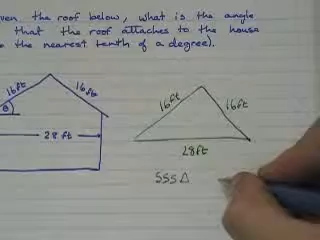 ven the roof below, what is the angle
that the roof attaches to the house
o the nearest tenth of a degree).
16ft 16ft
θ
28 ft
16ft 16ft
28ft
SSS Δ